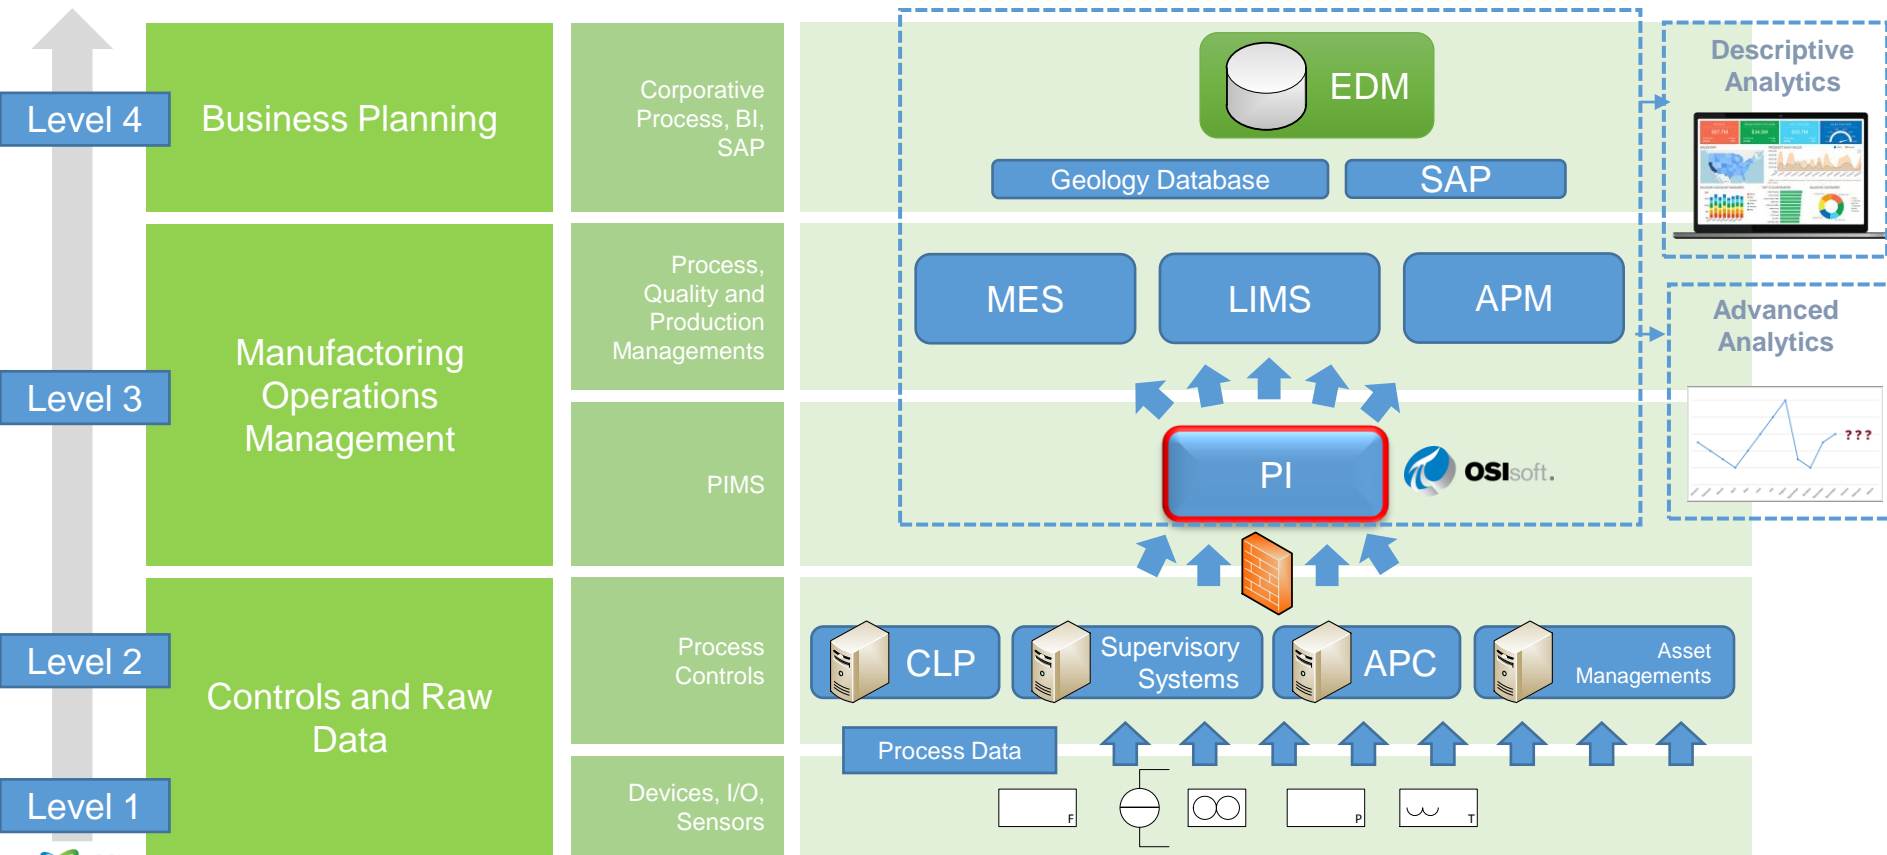 Level 4
Business Planning
Corporative
Process, BI,
SAP
EDM
Geology Database
SAP
Descriptive
Analytics
Level 3
Manufactoring
Operations
Management
Process,
Quality and
Production
Managements
MES
LIMS
APM
Advanced
Analytics
???
PIMS
PI
OSIsoft.
Level 2
Controls and Raw
Data
Process
Controls
CLP
Supervisory
Systems
APC
Asset
Managements
Process Data
Level 1
Devices, I/O,
Sensors
F
P
T